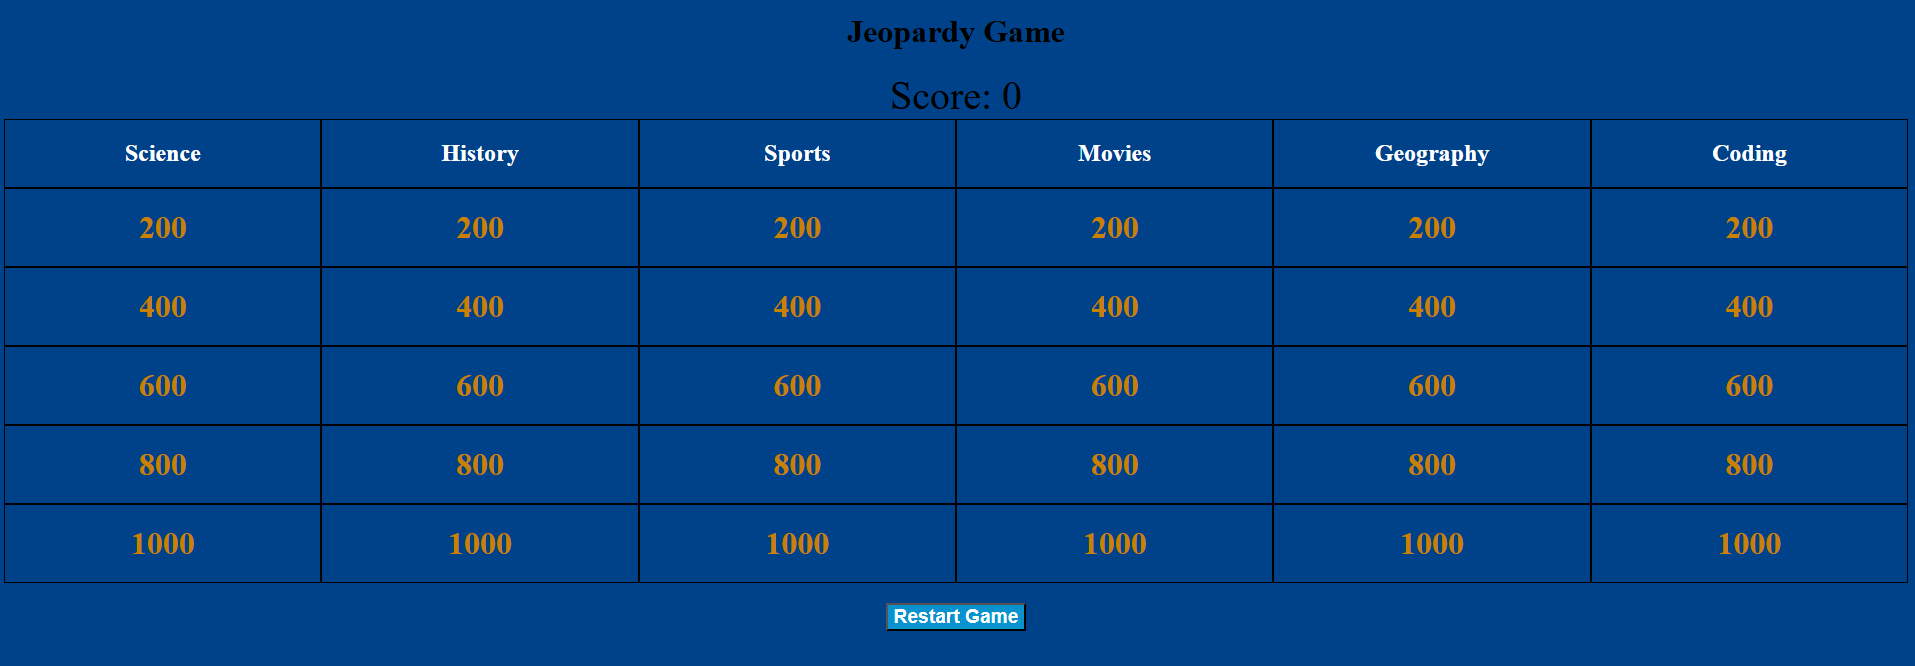 Jeopardy Game
Score: 0
Science History Sports Movies Geography Coding
200 200 200 200 200 200
400 400 400 400 400 400
600 600 600 600 600 600
800 800 800 800 800 800
1000 1000 1000 1000 1000 1000
Restart Game